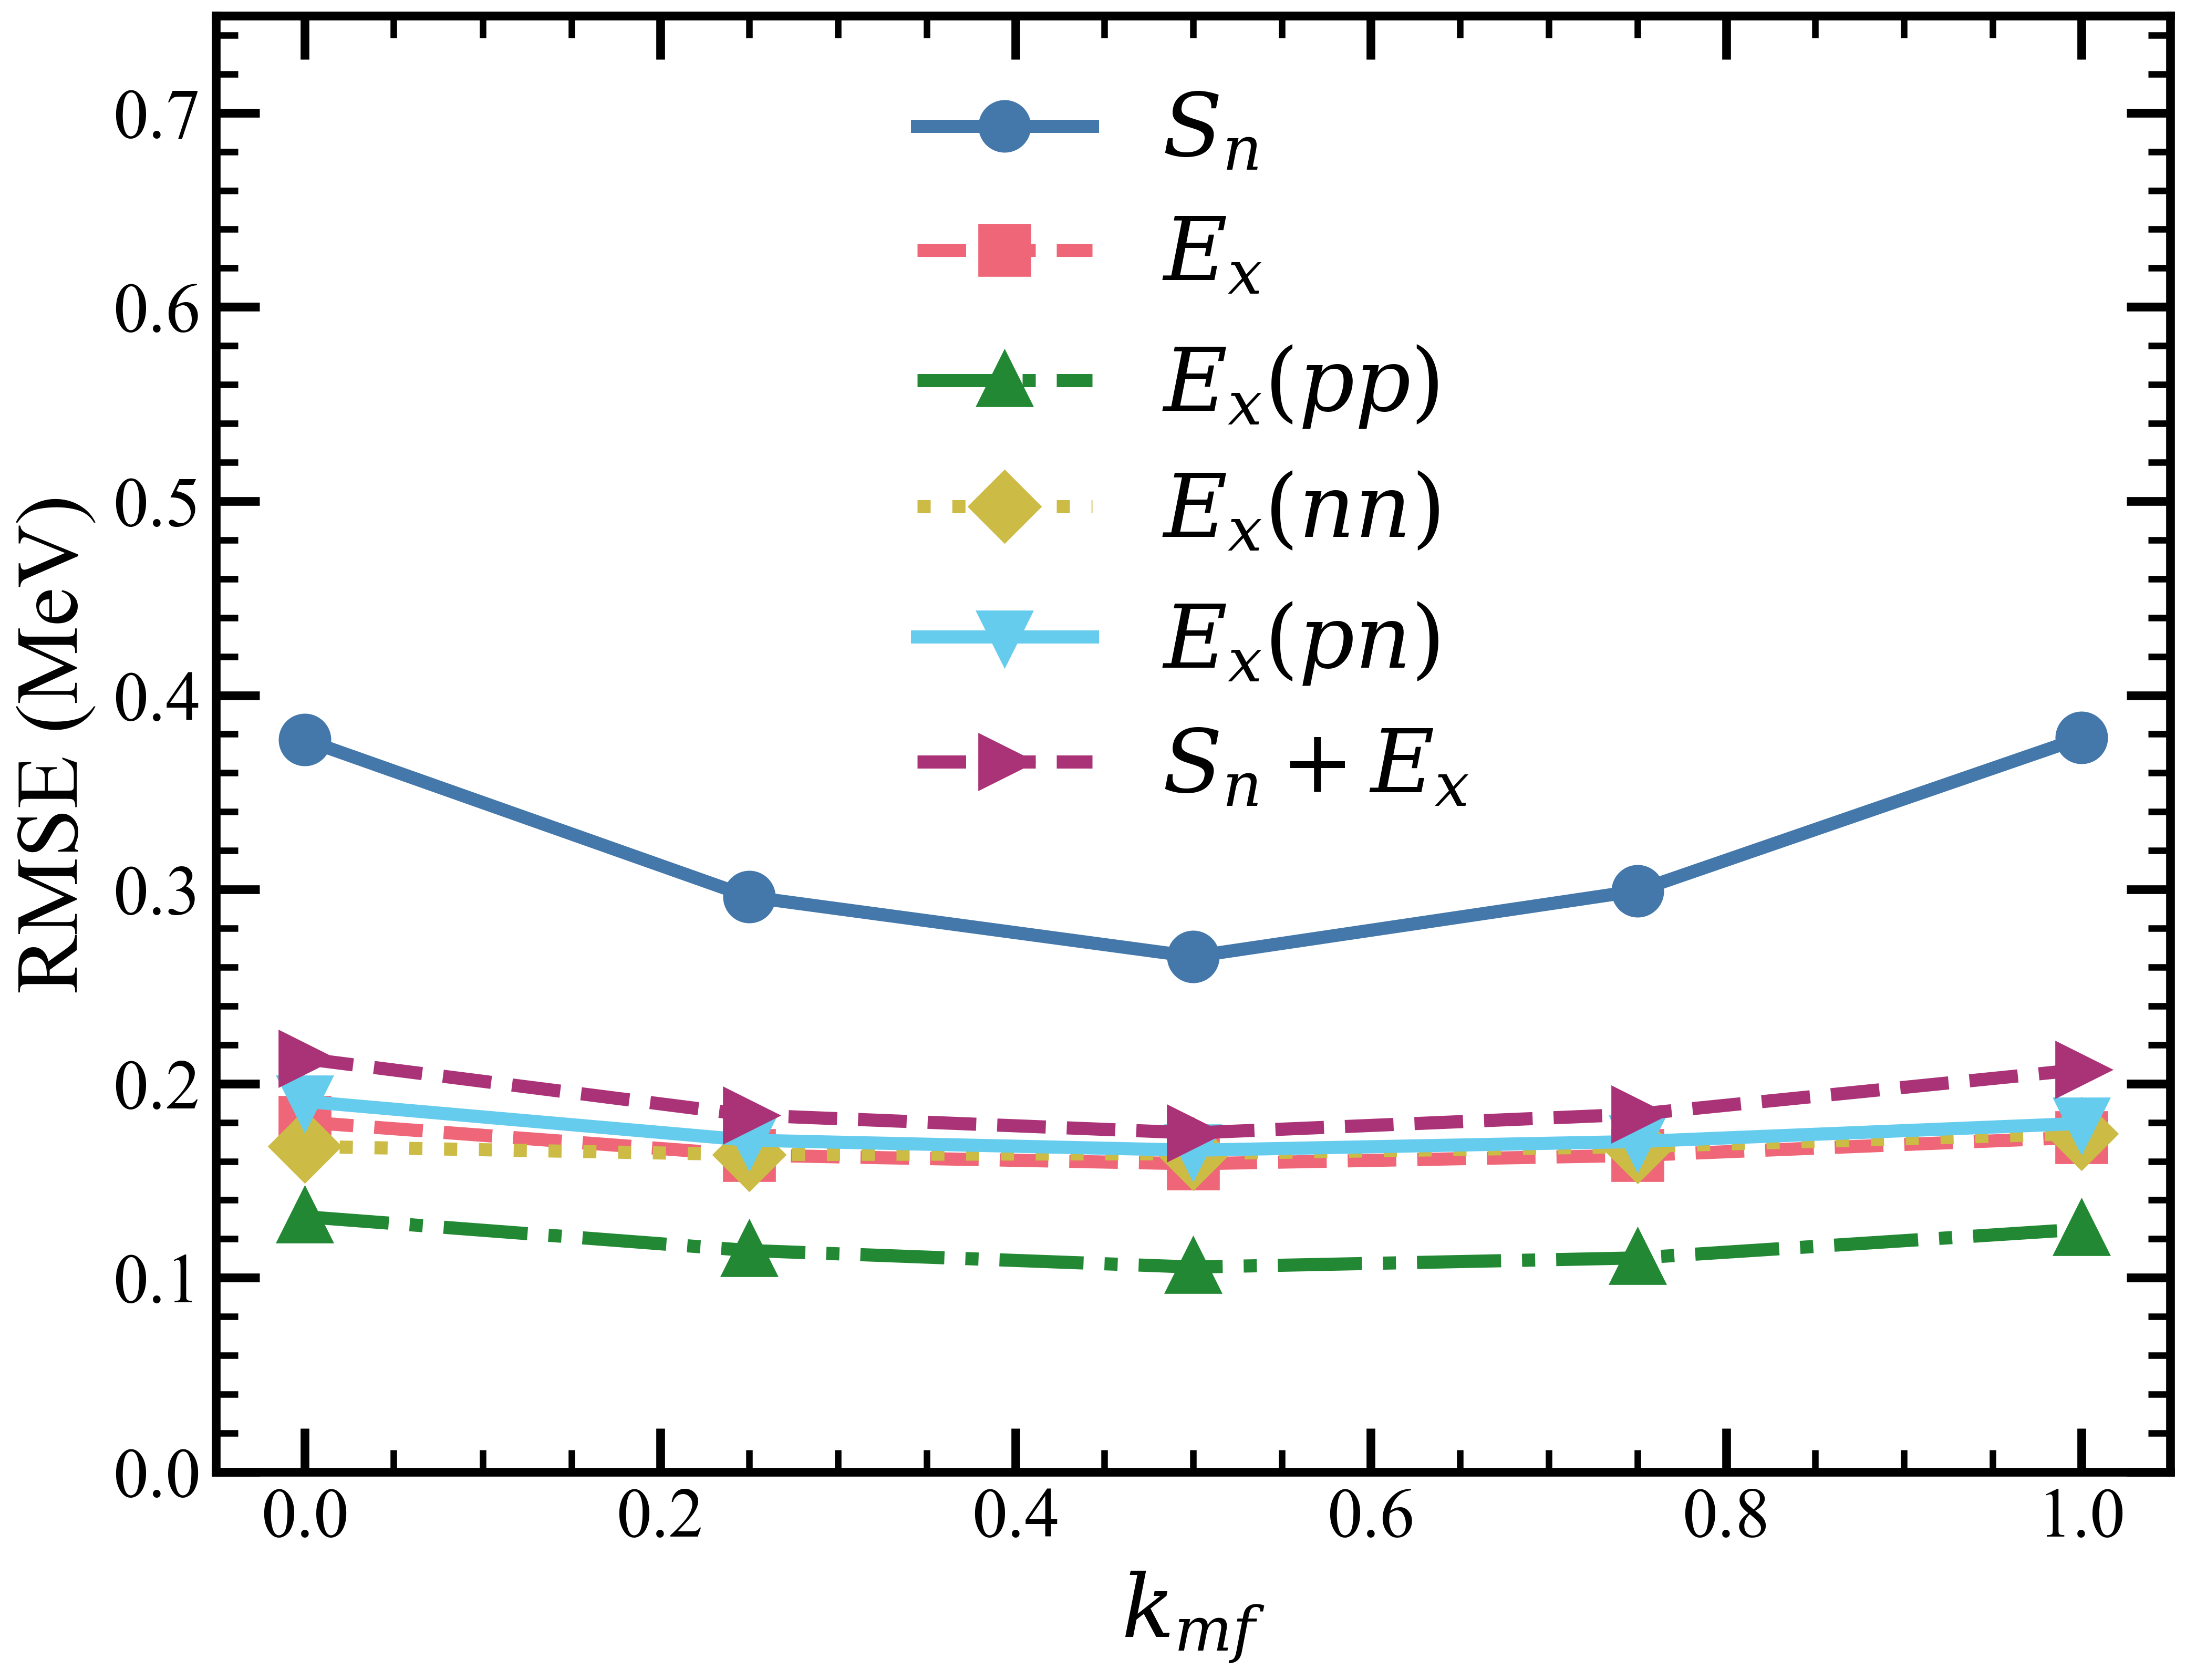 RMSE (MeV)
0.7
0.6
0.5
0.4
0.3
0.2
0.1
0.0
S_n
E_x
E_x(pp)
E_x(nn)
E_x(pn)
S_n + E_x
0.0 0.2 0.4 0.6 0.8 1.0
k_{mf}